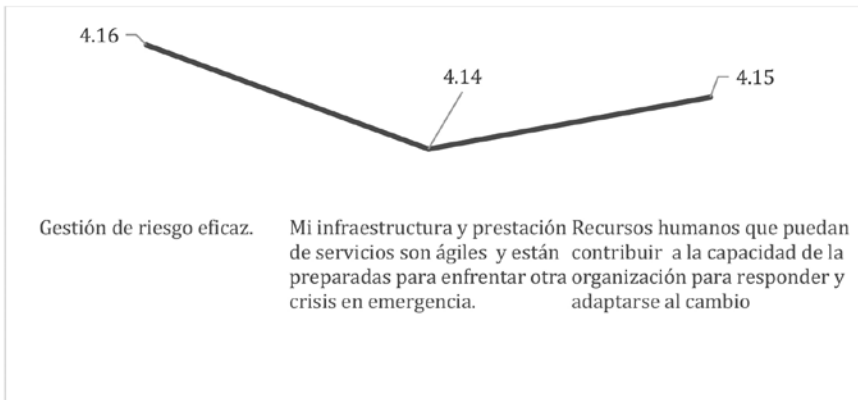 4.16
4.14
4.15
Gestión de riesgo eficaz.
Mi infraestructura y prestación
de servicios son ágiles y están
preparadas para enfrentar otra
crisis en emergencia.
Recursos humanos que puedan
contribuir a la capacidad de la
organización para responder y
adaptarse al cambio